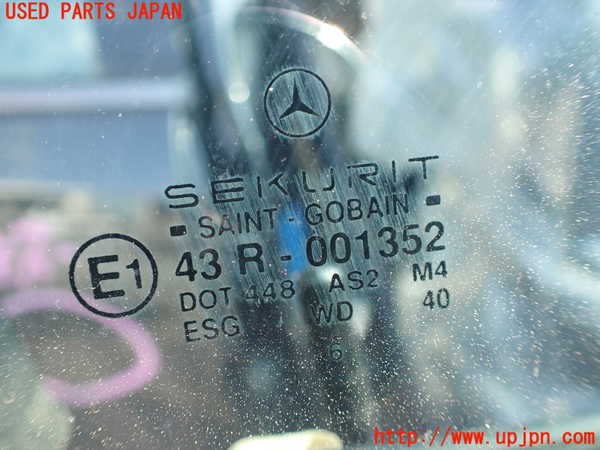 USED PARTS JAPAN
SEKURIT
SAINT - GOBAIN
E1 43 R - 001352
DOT 448 AS2 M4
ESG WD 40
6
http://www.upjpn.com/